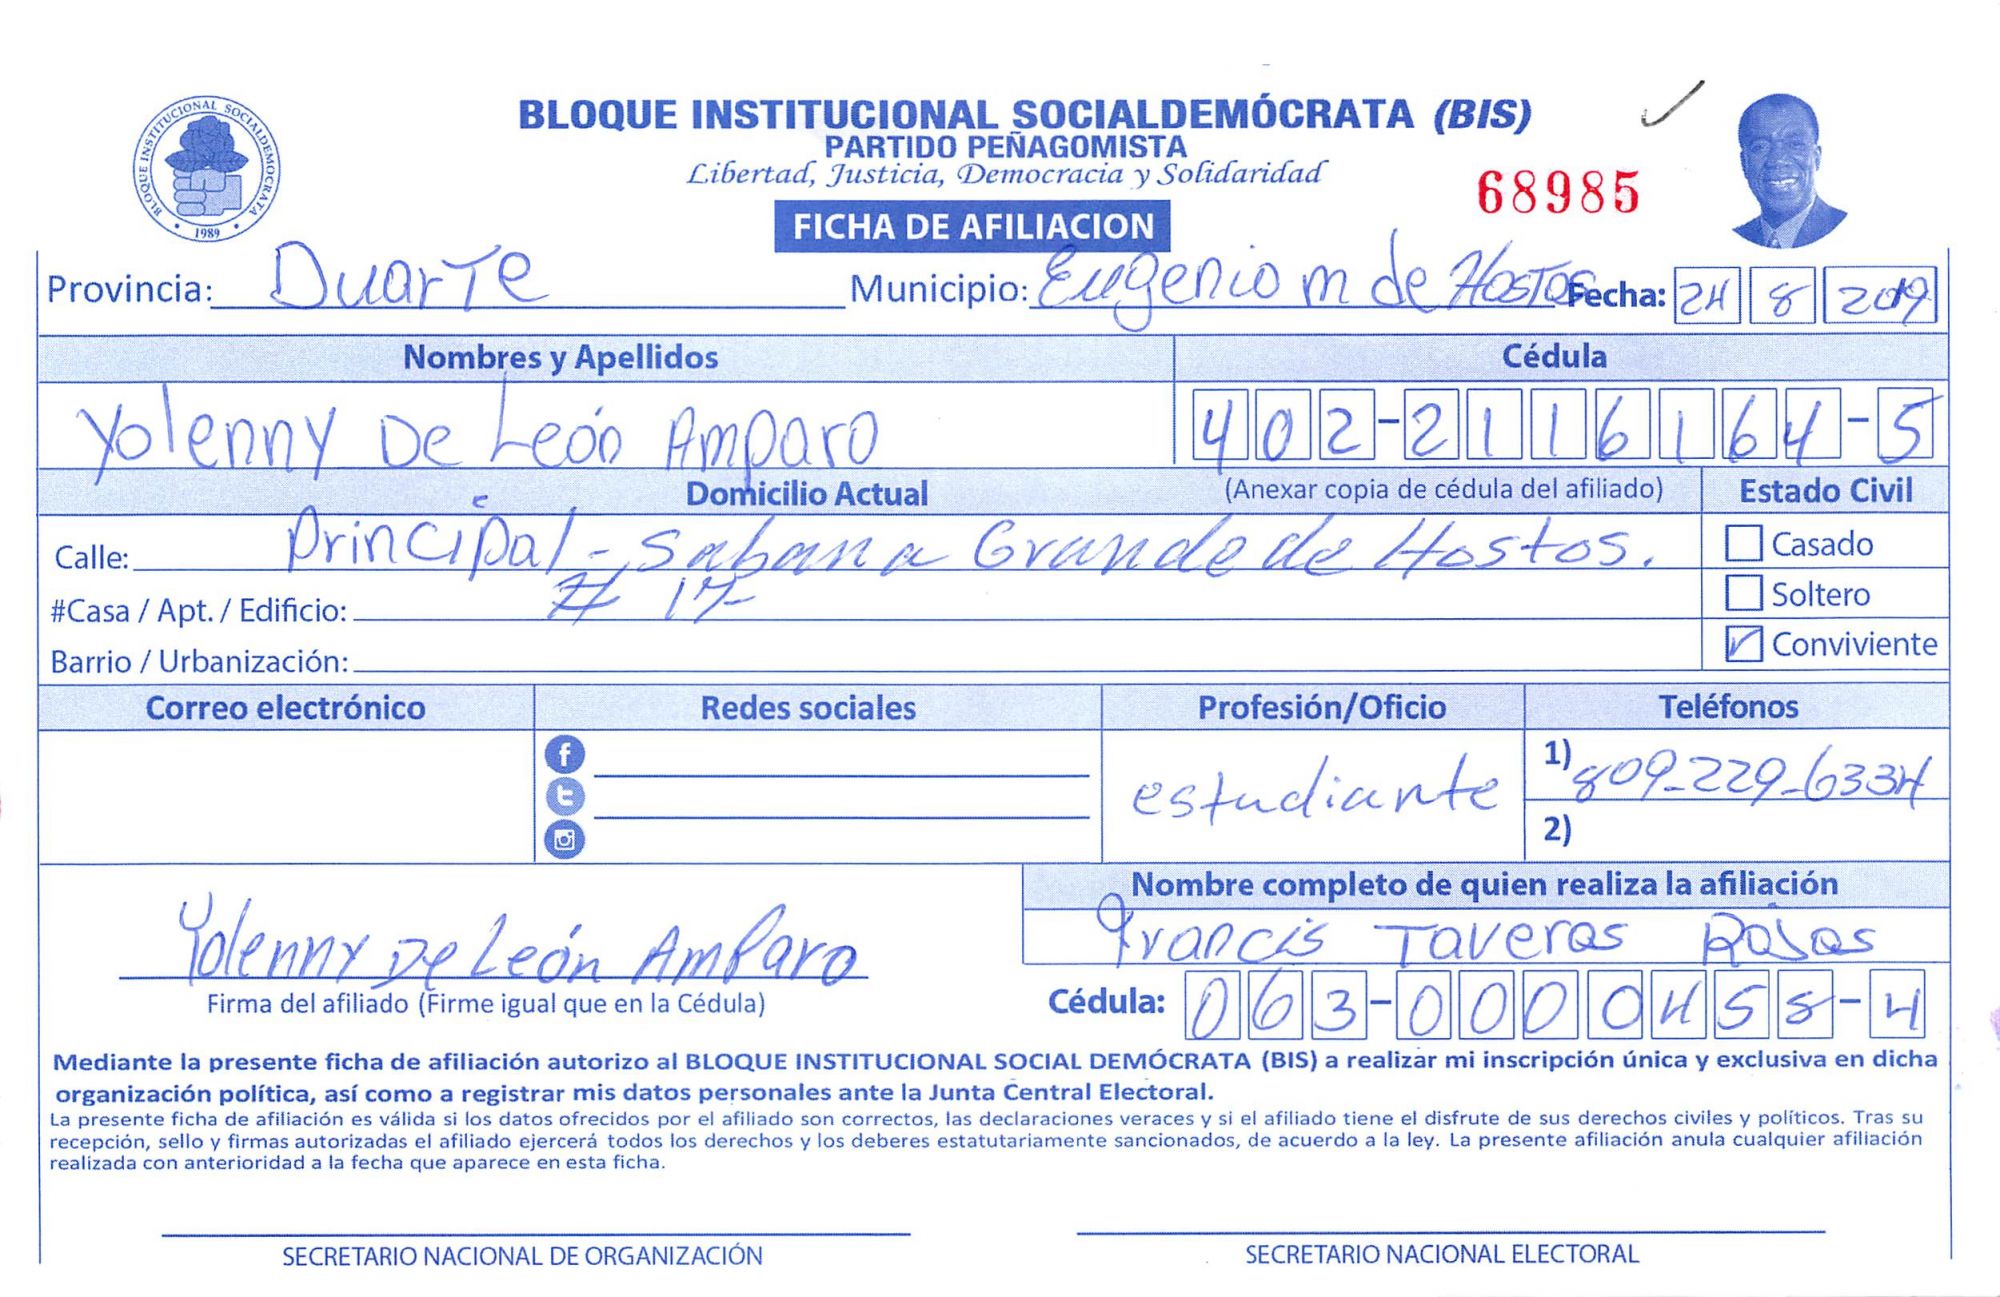 BLOQUE INSTITUCIONAL SOCIALDEMOCRATA
1989
BLOQUE INSTITUCIONAL SOCIALDEMÓCRATA (BIS)
PARTIDO PEÑAGOMISTA
Libertad, Justicia, Democracia y Solidaridad
68985
FICHA DE AFILIACION
Provincia: Duarte Municipio: Eugenio m de Hostos Fecha: 24 8 2019
Nombres y Apellidos Cédula
Yolenny De León Amparo 402-2116164-5
Domicilio Actual (Anexar copia de cédula del afiliado) Estado Civil
Calle: Principal - Sabana Grande de Hostos. Casado
#Casa / Apt. / Edificio: # 17- Soltero
Barrio / Urbanización: Conviviente
Correo electrónico Redes sociales Profesión/Oficio Teléfonos
estudiante 1) 809-229-6334
2)
Nombre completo de quien realiza la afiliación
Yolenny De León Amparo Francis Taveras Rojas
Firma del afiliado (Firme igual que en la Cédula) Cédula: 063-0000458-4
Mediante la presente ficha de afiliación autorizo al BLOQUE INSTITUCIONAL SOCIAL DEMÓCRATA (BIS) a realizar mi inscripción única y exclusiva en dicha
organización política, así como a registrar mis datos personales ante la Junta Central Electoral.
La presente ficha de afiliación es válida si los datos ofrecidos por el afiliado son correctos, las declaraciones veraces y si el afiliado tiene el disfrute de sus derechos civiles y políticos. Tras su
recepción, sello y firmas autorizadas el afiliado ejercerá todos los derechos y los deberes estatutariamente sancionados, de acuerdo a la ley. La presente afiliación anula cualquier afiliación
realizada con anterioridad a la fecha que aparece en esta ficha.
SECRETARIO NACIONAL DE ORGANIZACIÓN SECRETARIO NACIONAL ELECTORAL